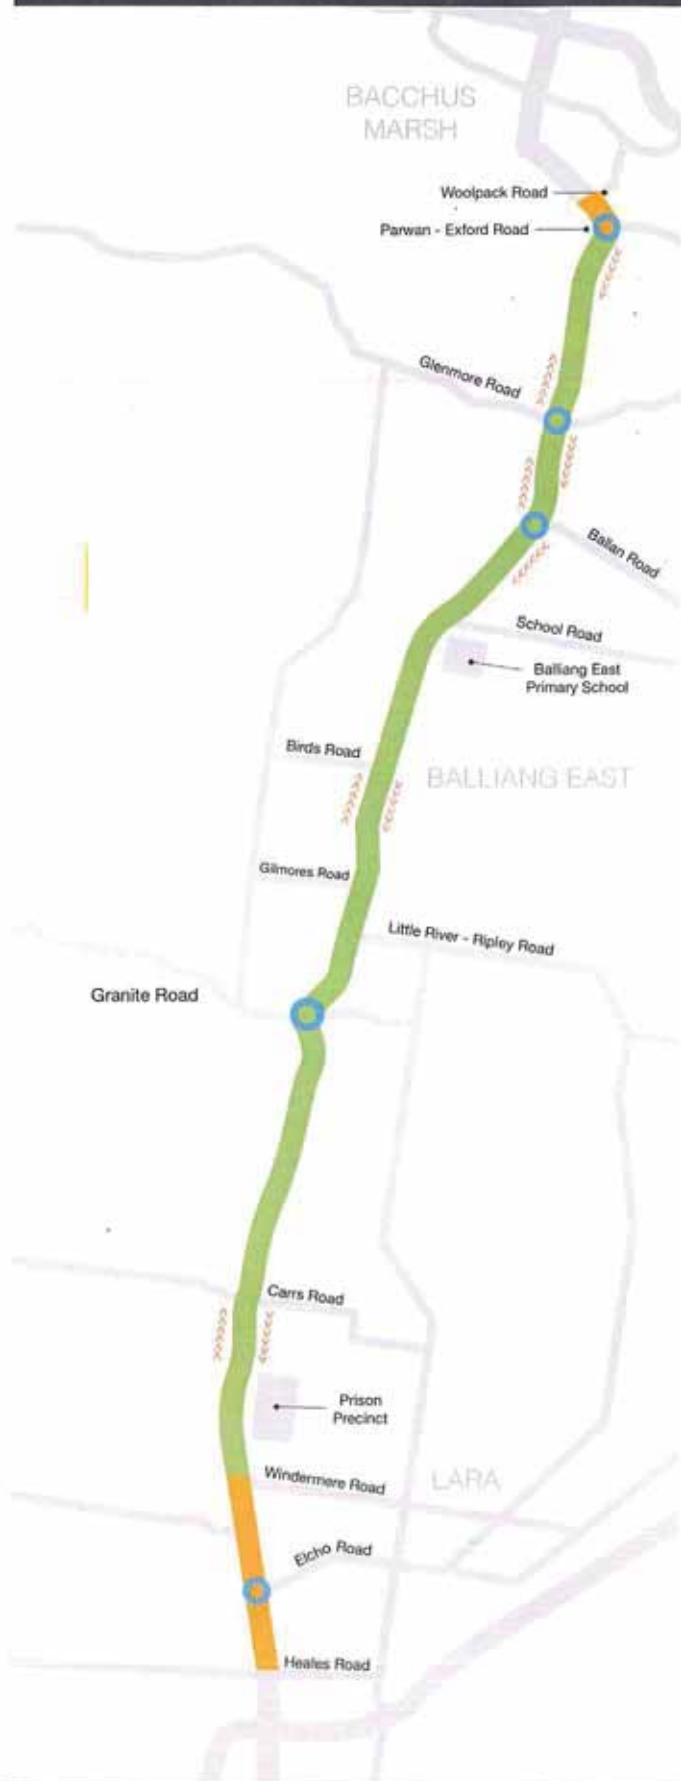 BACCHUS
MARSH
Woolpack Road
Parwan - Exford Road
Glenmore Road
Ballan Road
School Road
Balliang East
Primary School
Birds Road
BALLIANG EAST
Gilmores Road
Little River - Ripley Road
Granite Road
Carrs Road
Prison
Precinct
Windermere Road
LARA
Elcho Road
Heales Road